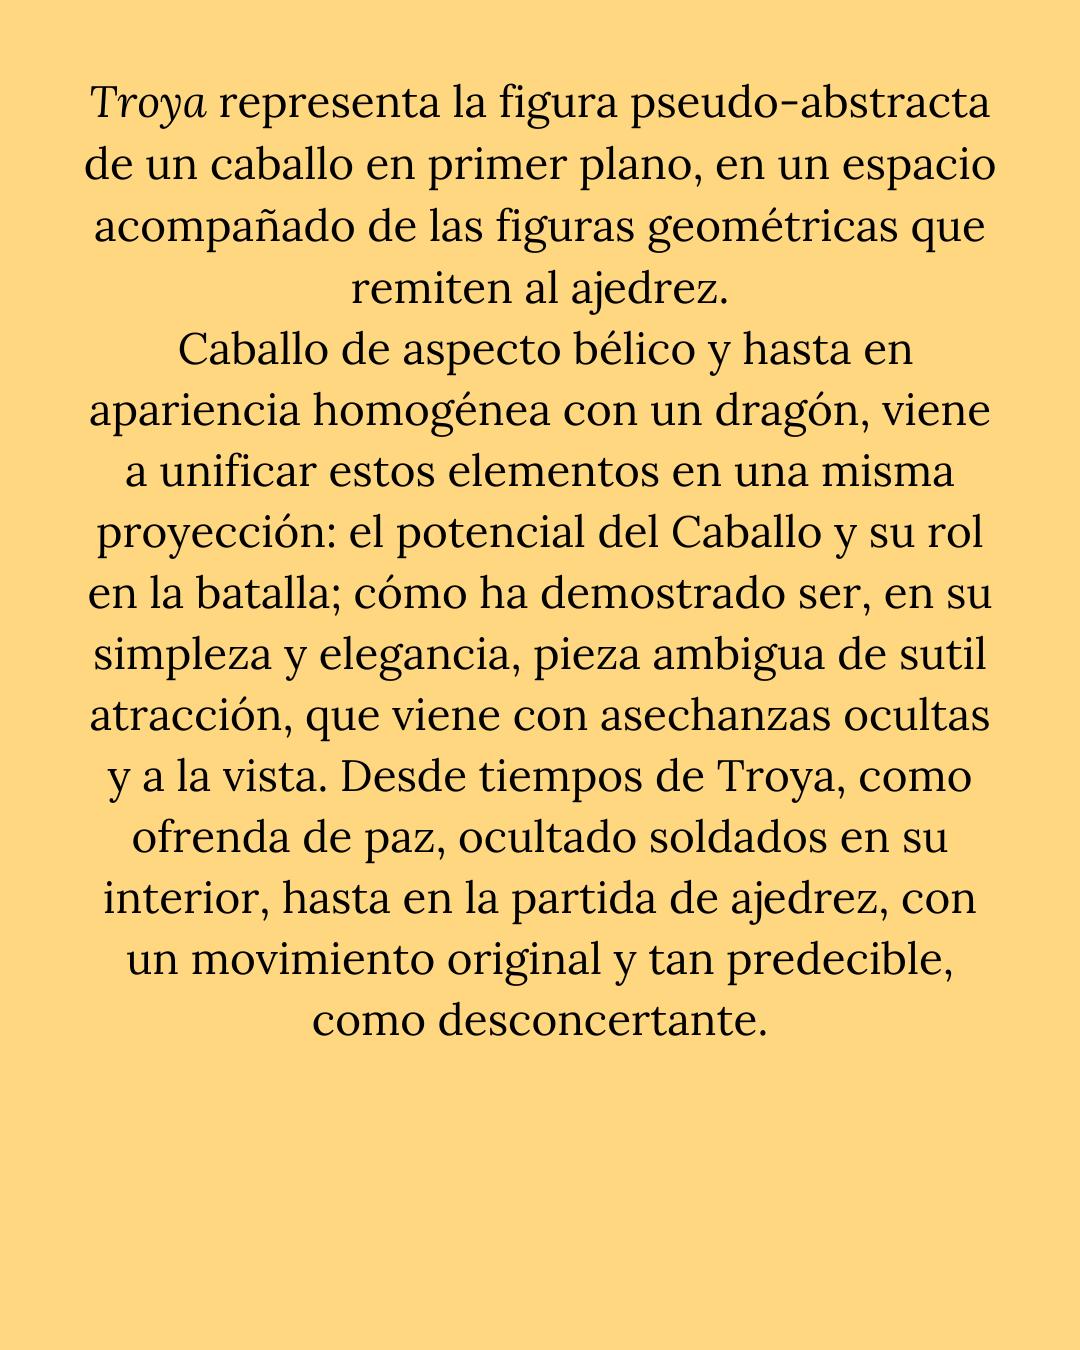 Troya representa la figura pseudo-abstracta
de un caballo en primer plano, en un espacio
acompañado de las figuras geométricas que
remiten al ajedrez.
Caballo de aspecto bélico y hasta en
apariencia homogénea con un dragón, viene
a unificar estos elementos en una misma
proyección: el potencial del Caballo y su rol
en la batalla; cómo ha demostrado ser, en su
simpleza y elegancia, pieza ambigua de sutil
atracción, que viene con asechanzas ocultas
y a la vista. Desde tiempos de Troya, como
ofrenda de paz, ocultado soldados en su
interior, hasta en la partida de ajedrez, con
un movimiento original y tan predecible,
como desconcertante.